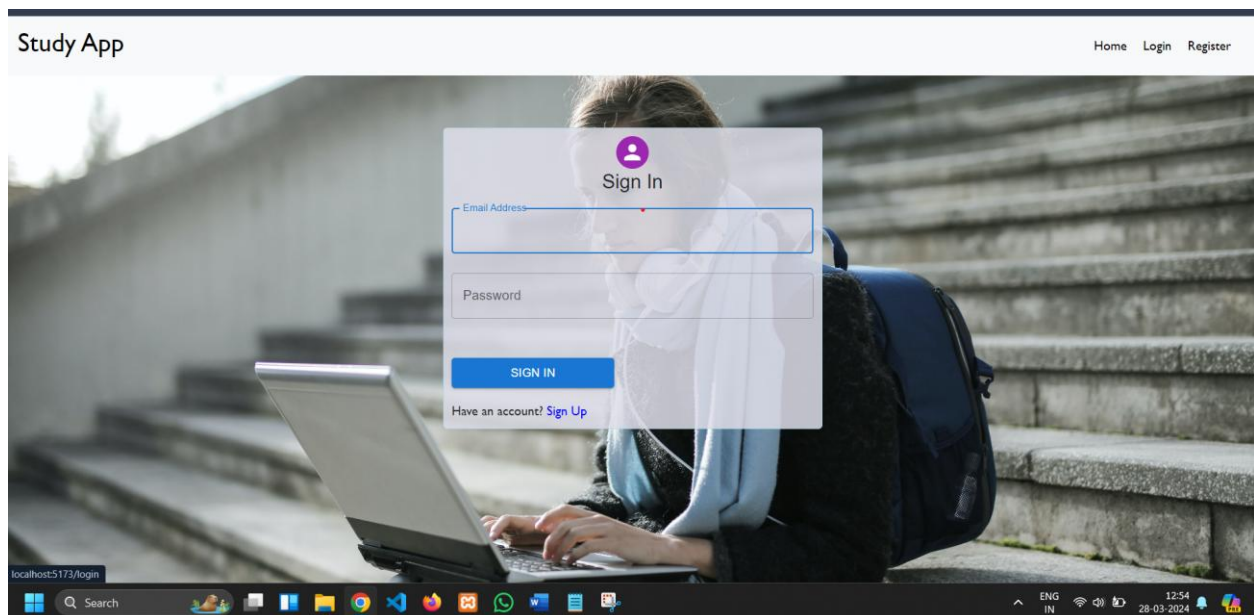 Study App
Home Login Register
Sign In
Email Address
Password
SIGN IN
Have an account? Sign Up
localhost:5173/login
Search
ENG
IN
12:54
28-03-2024